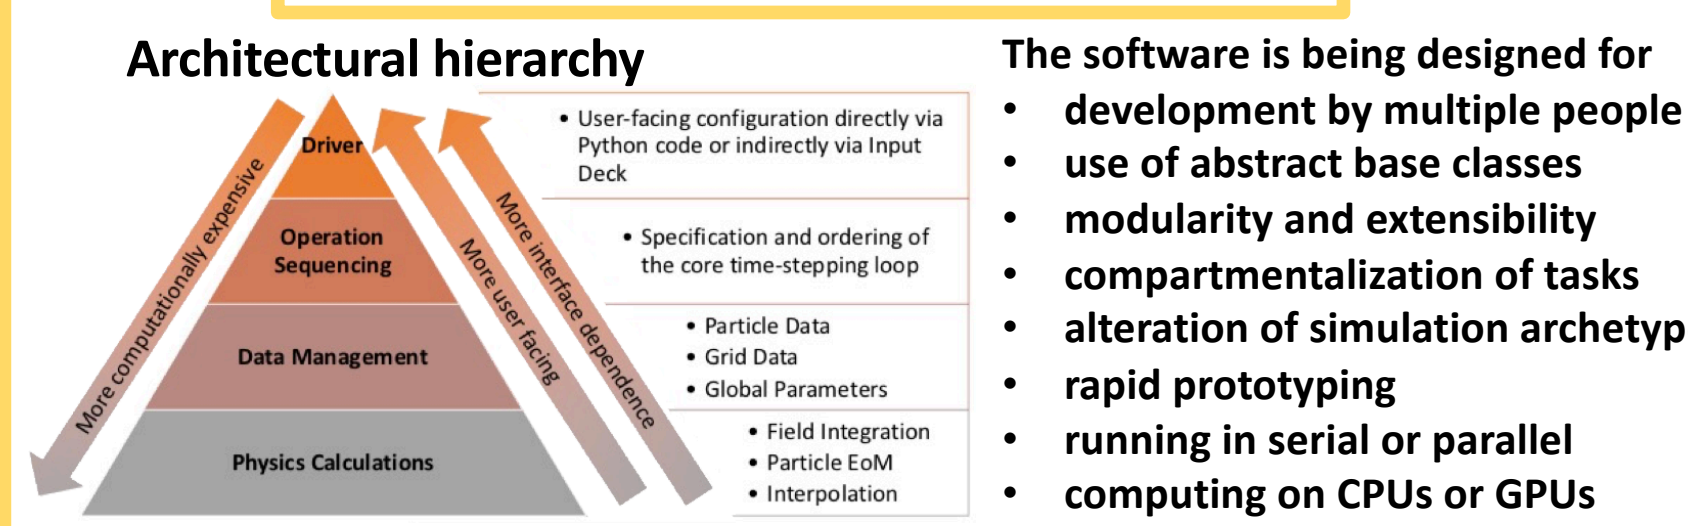 Architectural hierarchy
Driver
Operation
Sequencing
Data Management
Physics Calculations
More computationally expensive
More user facing
More interface dependence
• User-facing configuration directly via
Python code or indirectly via Input
Deck
• Specification and ordering of
the core time-stepping loop
• Particle Data
• Grid Data
• Global Parameters
• Field Integration
• Particle EoM
• Interpolation
The software is being designed for
• development by multiple people
• use of abstract base classes
• modularity and extensibility
• compartmentalization of tasks
• alteration of simulation archetyp
• rapid prototyping
• running in serial or parallel
• computing on CPUs or GPUs